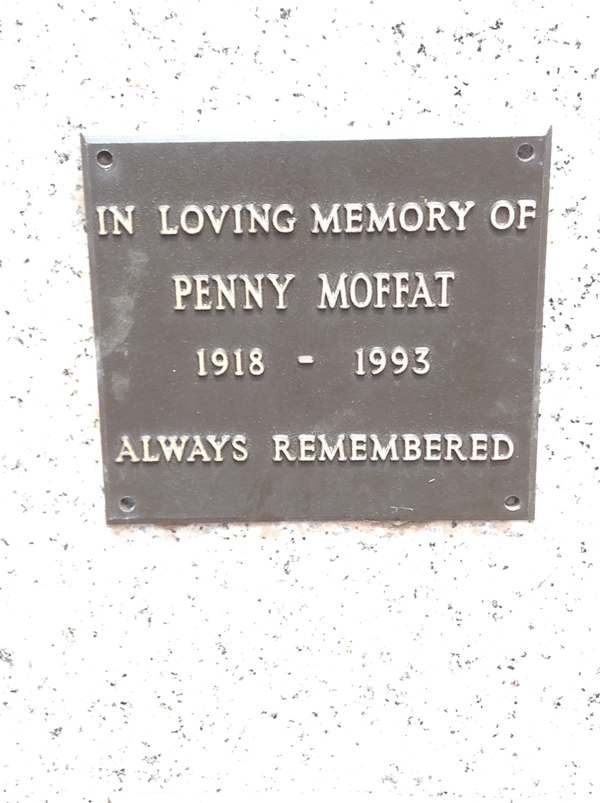 IN LOVING MEMORY OF
PENNY MOFFAT
1918 - 1993
ALWAYS REMEMBERED